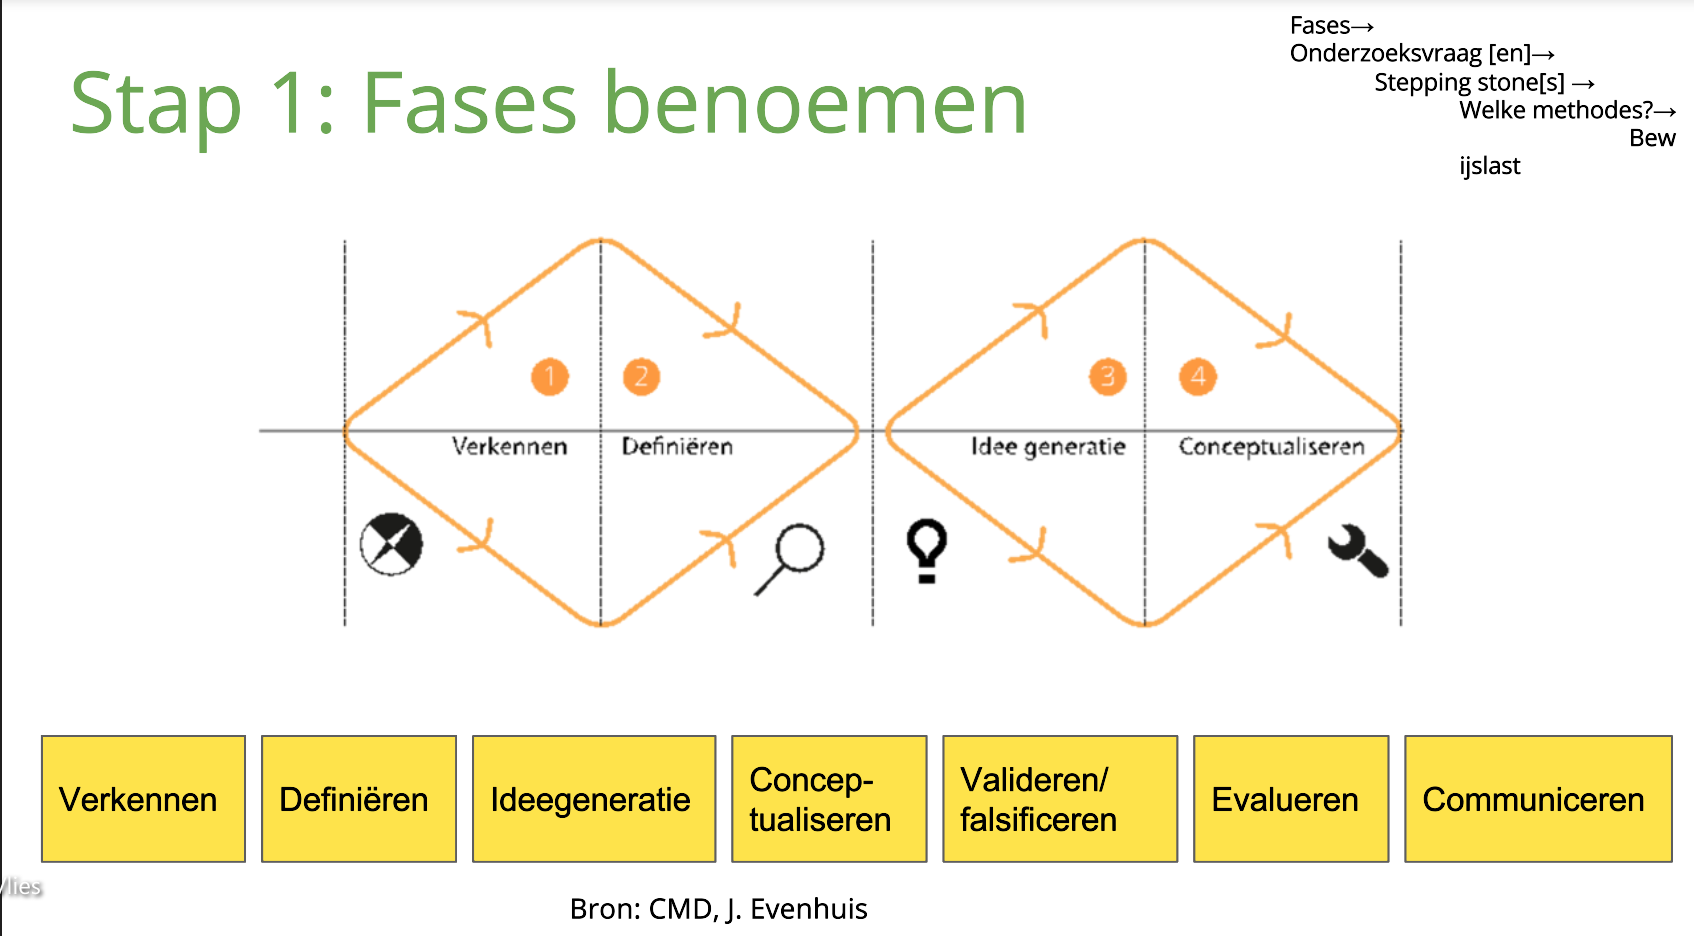 Fases→
Onderzoeksvraag [en]→
Stepping stone[s] →
Welke methodes?→
Bew
ijslast
Stap 1: Fases benoemen
1
2
3
4
Verkennen
Definiëren
Idee generatie
Conceptualiseren
Verkennen
Definiëren
Ideegeneratie
Concep-
tualiseren
Valideren/
falsificeren
Evalueren
Communiceren
Bron: CMD, J. Evenhuis